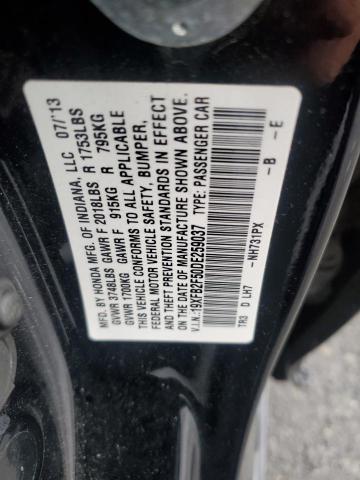 MFD. BY HONDA MFG. OF INDIANA, LLC 07/'13
GVWR 3748LBS GAWR F 2018LBS R 1753LBS
GVWR 1700KG GAWR F 915KG R 795KG
THIS VEHICLE CONFORMS TO ALL APPLICABLE
FEDERAL MOTOR VEHICLE SAFETY, BUMPER,
AND THEFT PREVENTION STANDARDS IN EFFECT
ON THE DATE OF MANUFACTURE SHOWN ABOVE.
V.I.N.: 19XFB2F50DE289037 TYPE: PASSENGER CAR
TR3 D LH7 -NH731PX -B -E